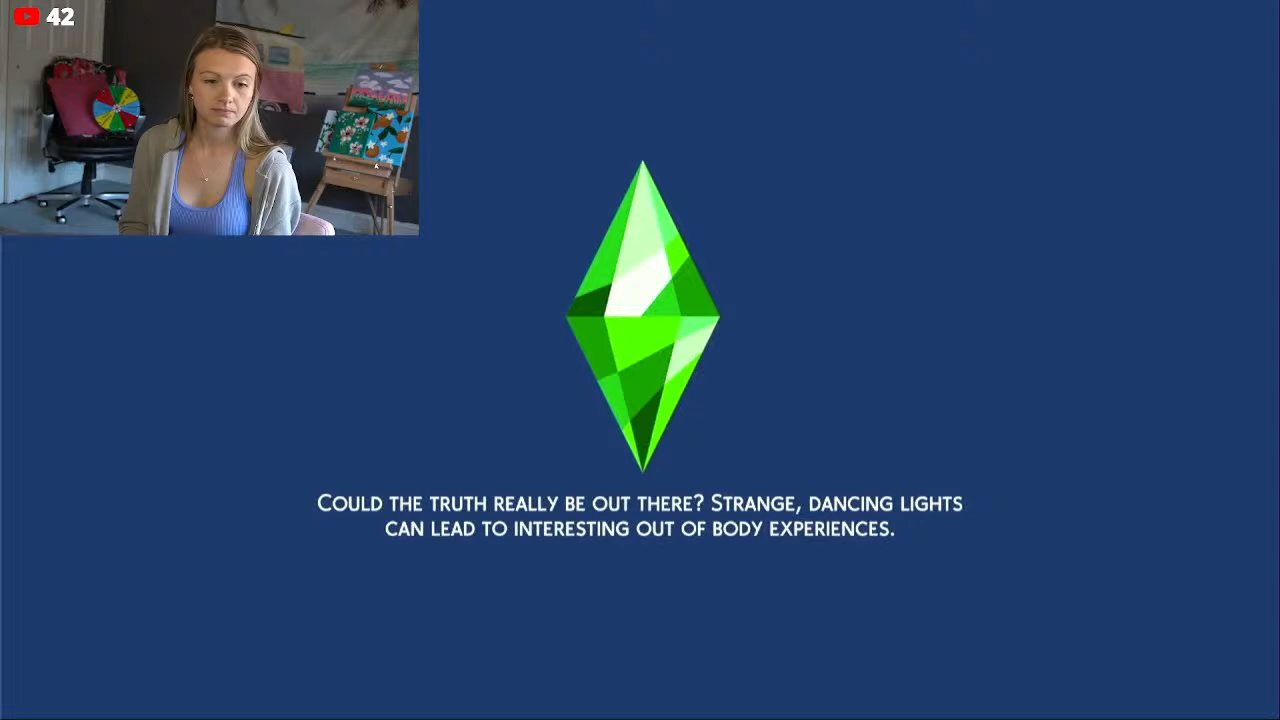 42
COULD THE TRUTH REALLY BE OUT THERE? STRANGE, DANCING LIGHTS
CAN LEAD TO INTERESTING OUT OF BODY EXPERIENCES.